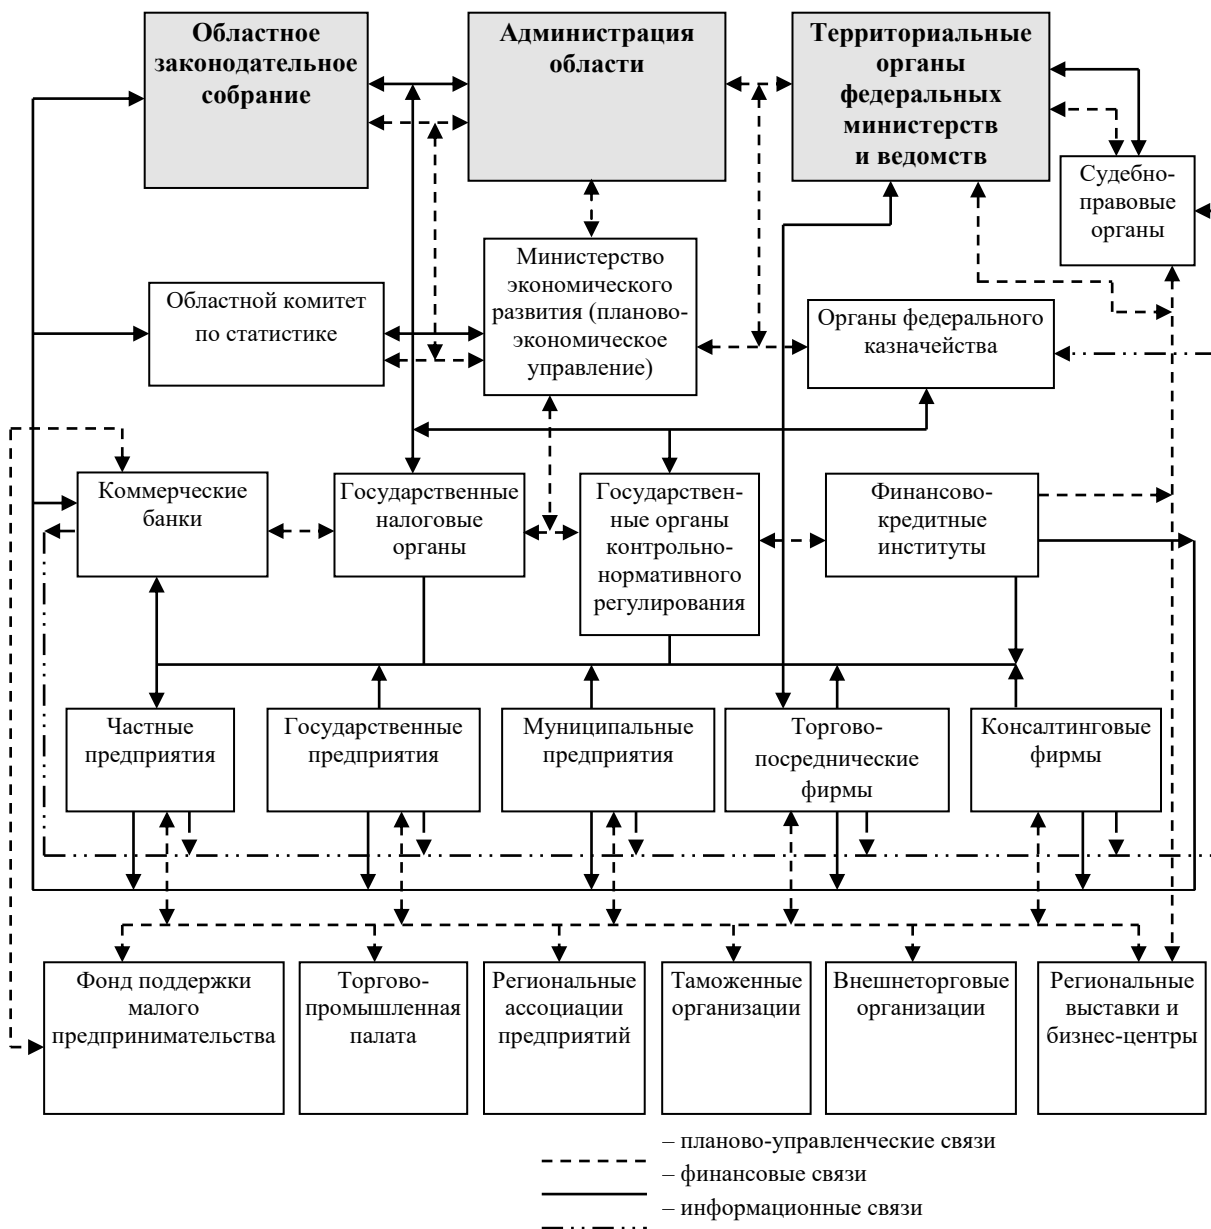 Областное
законодательное
собрание
Администрация
области
Территориальные
органы
федеральных
министерств
и ведомств
Судебно-
правовые
органы
Областной комитет
по статистике
Министерство
экономического
развития (планово-
экономическое
управление)
Органы федерального
казначейства
Коммерческие
банки
Государственные
налоговые
органы
Государствен-
ные органы
контрольно-
нормативного
регулирования
Финансово-
кредитные
институты
Частные
предприятия
Государственные
предприятия
Муниципальные
предприятия
Торгово-
посреднические
фирмы
Консалтинговые
фирмы
Фонд поддержки
малого
предпринимательства
Торгово-
промышленная
палата
Региональные
ассоциации
предприятий
Таможенные
организации
Внешнеторговые
организации
Региональные
выставки и
бизнес-центры
– планово-управленческие связи
– финансовые связи
– информационные связи